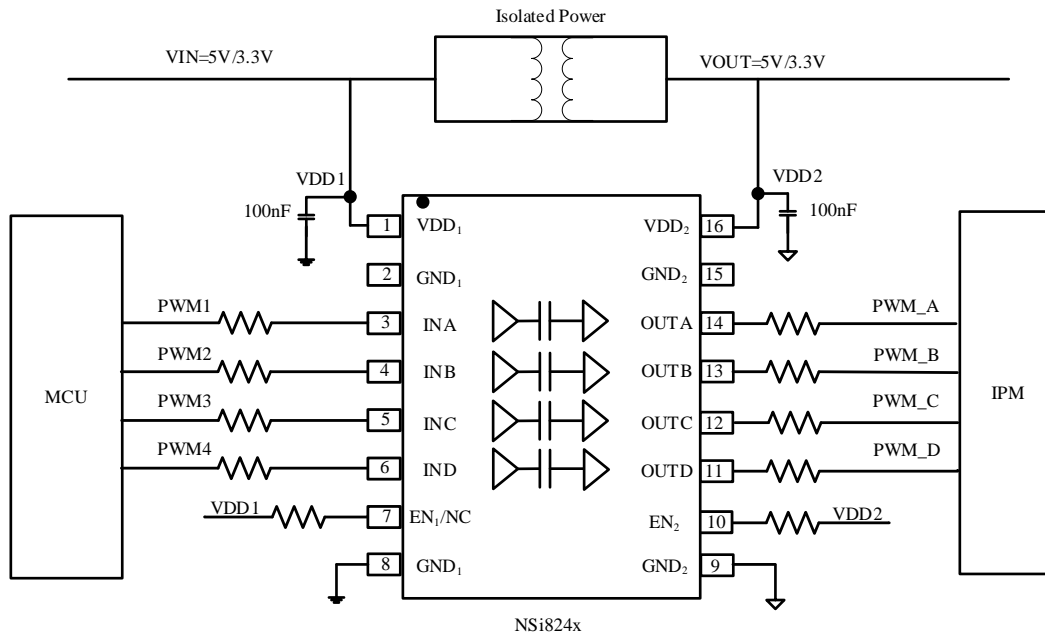 Isolated Power
VIN=5V/3.3V
VOUT=5V/3.3V
VDD1
VDD2
100nF
100nF
1 VDD₁
VDD₂ 16
2 GND₁
GND₂ 15
PWM1 3 INA
OUTA 14 PWM_A
PWM2 4 INB
OUTB 13 PWM_B
MCU
IPM
PWM3 5 INC
OUTC 12 PWM_C
PWM4 6 IND
OUTD 11 PWM_D
VDD1 7 EN₁/NC
EN₂ 10 VDD2
8 GND₁
GND₂ 9
NSi824x